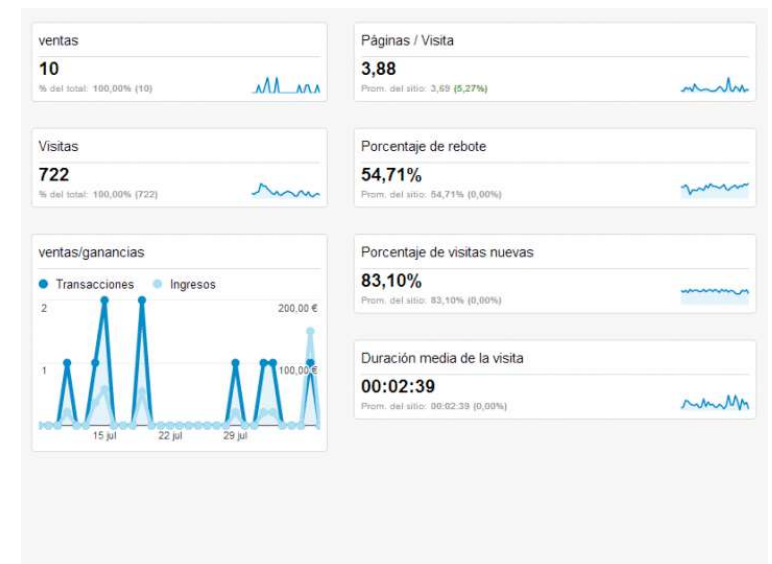 ventas
10
% del total: 100,00% (10)
Visitas
722
% del total: 100,00% (722)
ventas/ganancias
Transacciones Ingresos
2 200,00 €
1 100,00 €
15 jul 22 jul 29 jul
Páginas / Visita
3,88
Prom. del sitio: 3,69 (5,27%)
Porcentaje de rebote
54,71%
Prom. del sitio: 54,71% (0,00%)
Porcentaje de visitas nuevas
83,10%
Prom. del sitio: 83,10% (0,00%)
Duración media de la visita
00:02:39
Prom. del sitio: 00:02:39 (0,00%)